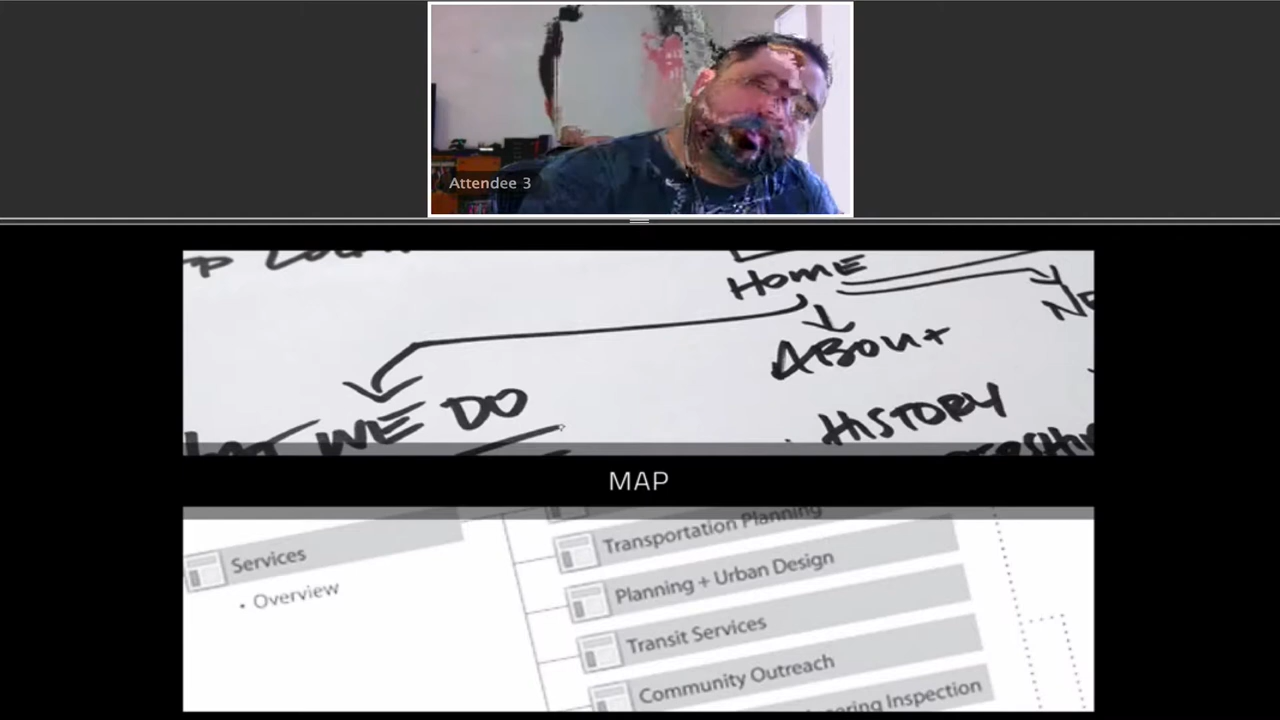 Attendee 3
HOME
ABOUT
WE DO
HISTORY
MAP
Transportation Planning
Services
• Overview
Planning + Urban Design
Transit Services
Community Outreach
Inspection